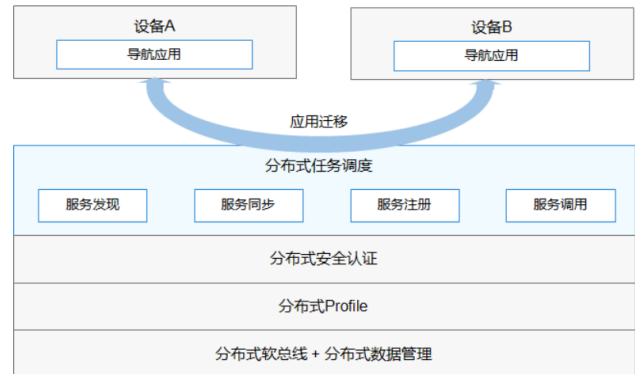 设备A
设备B
导航应用
导航应用
应用迁移
分布式任务调度
服务发现
服务同步
服务注册
服务调用
分布式安全认证
分布式Profile
分布式软总线 + 分布式数据管理